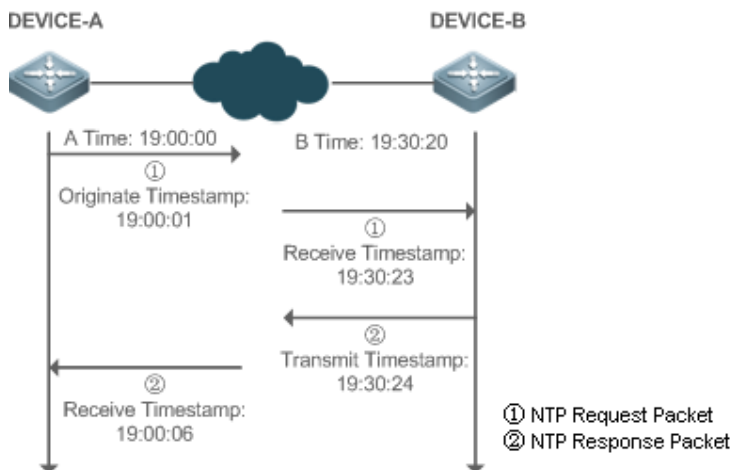 DEVICE-A
DEVICE-B
A Time: 19:00:00
B Time: 19:30:20
①
Originate Timestamp:
19:00:01
①
Receive Timestamp:
19:30:23
②
Transmit Timestamp:
19:30:24
②
Receive Timestamp:
19:00:06
① NTP Request Packet
② NTP Response Packet